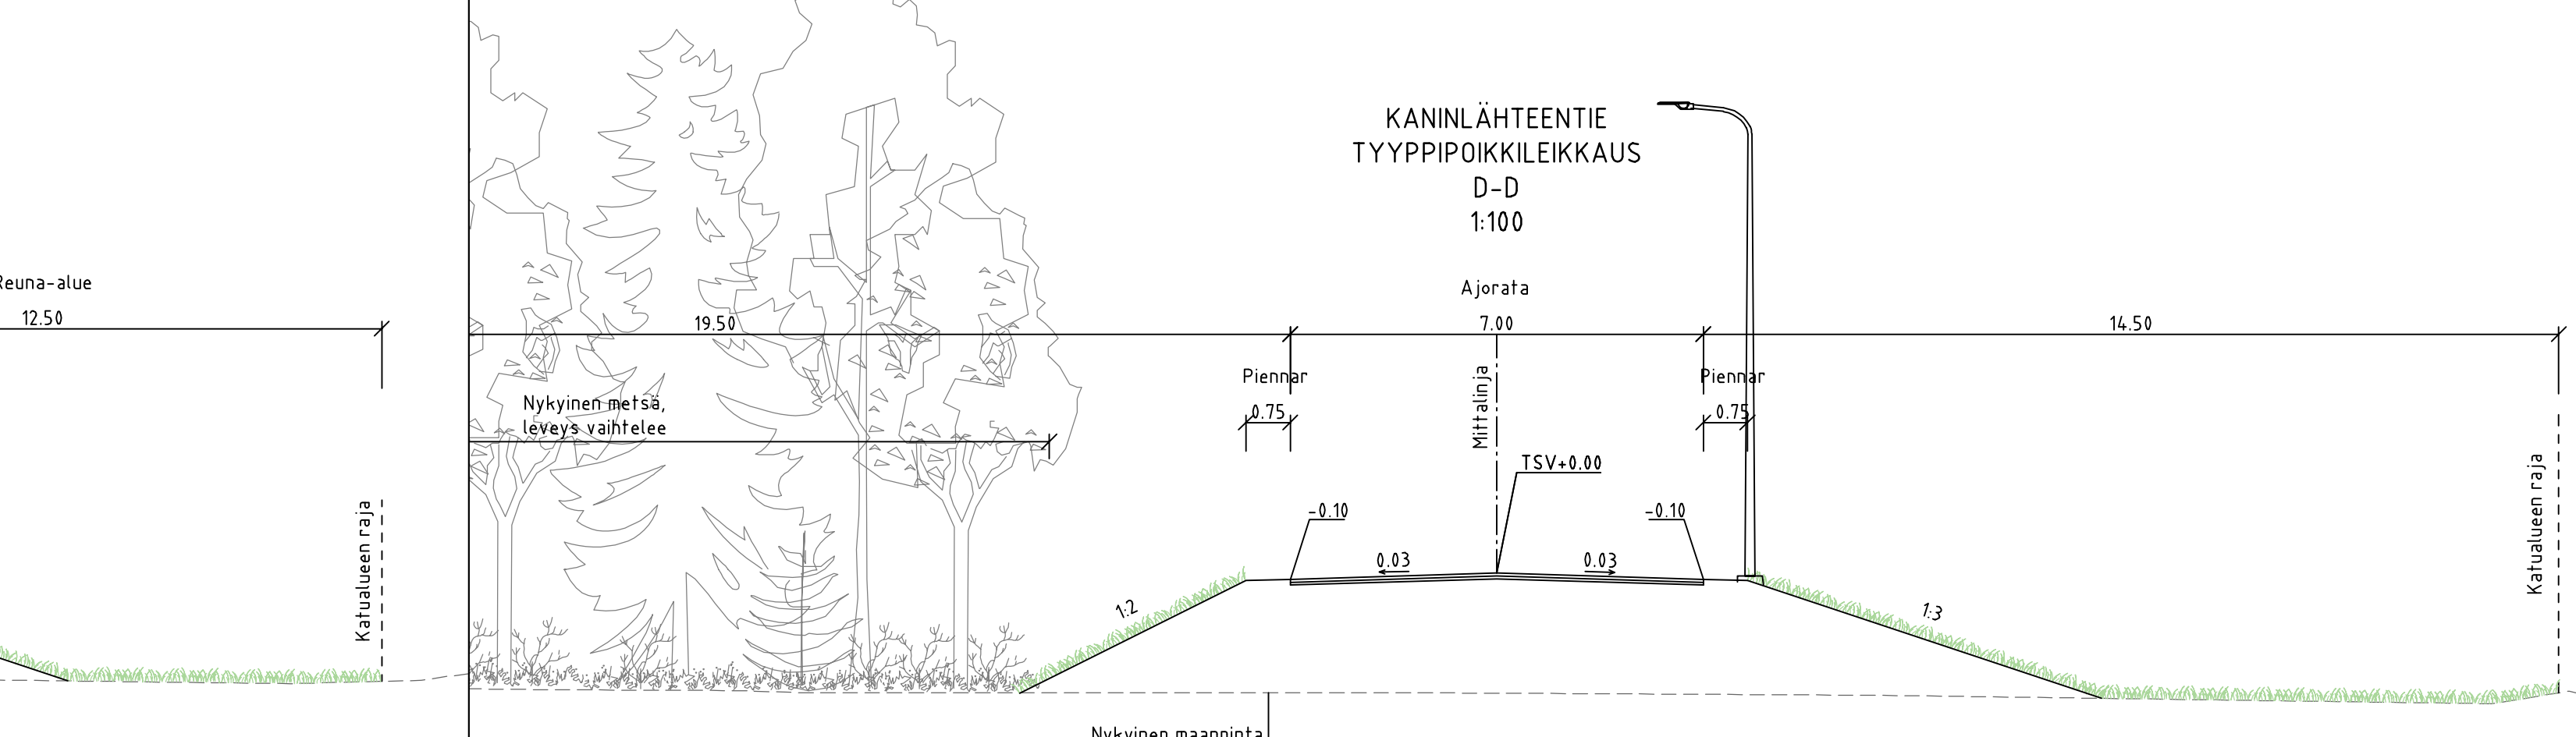 KANINLÄHTEENTIE
TYYPPIPOIKKILEIKKAUS
D-D
1:100
Reuna-alue
12.50
Ajorata
19.50
7.00
14.50
Piennar
Piennar
0.75
0.75
Nykyinen metsä,
leveys vaihtelee
Mittalinja
TSV+0.00
-0.10
-0.10
0.03
0.03
Katualueen raja
Katualueen raja
1:2
1:3
Nykyinen maanpinta